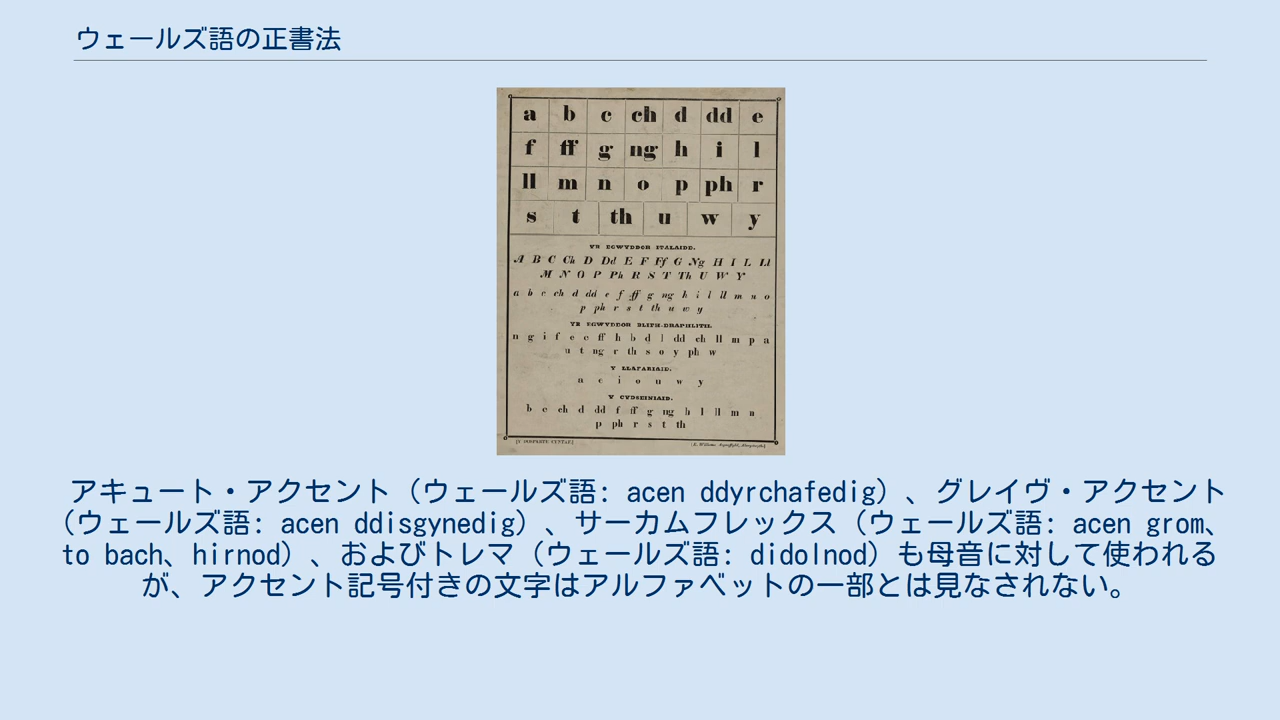 ウェールズ語の正書法
a b c ch d dd e
f ff g ng h i l
ll m n o p ph r
s t th u w y
YR EGWYDDOR ITALAIDD.
A B C Ch D Dd E F Ff G Ng H I L Ll
M N O P Ph R S T Th U W Y
a b c ch d dd e f ff g ng h i l ll m n o
p ph r s t th u w y
YR EGWYDDOR BLITH-DRAPHLITH.
n g i f e c ff h b d l dd ch ll m p a
u t ng r th s o y ph w
Y LLAFARIAID.
a e i o u w y
Y CYDSEINIAID.
b c ch d dd f ff g ng h l ll m n
p ph r s t th
アキュート・アクセント（ウェールズ語: acen ddyrchafedig）、グレイヴ・アクセント
（ウェールズ語: acen ddisgynedig）、サーカムフレックス（ウェールズ語: acen grom、
to bach、hirnod）、およびトレマ（ウェールズ語: didolnod）も母音に対して使われる
が、アクセント記号付きの文字はアルファベットの一部とは見なされない。